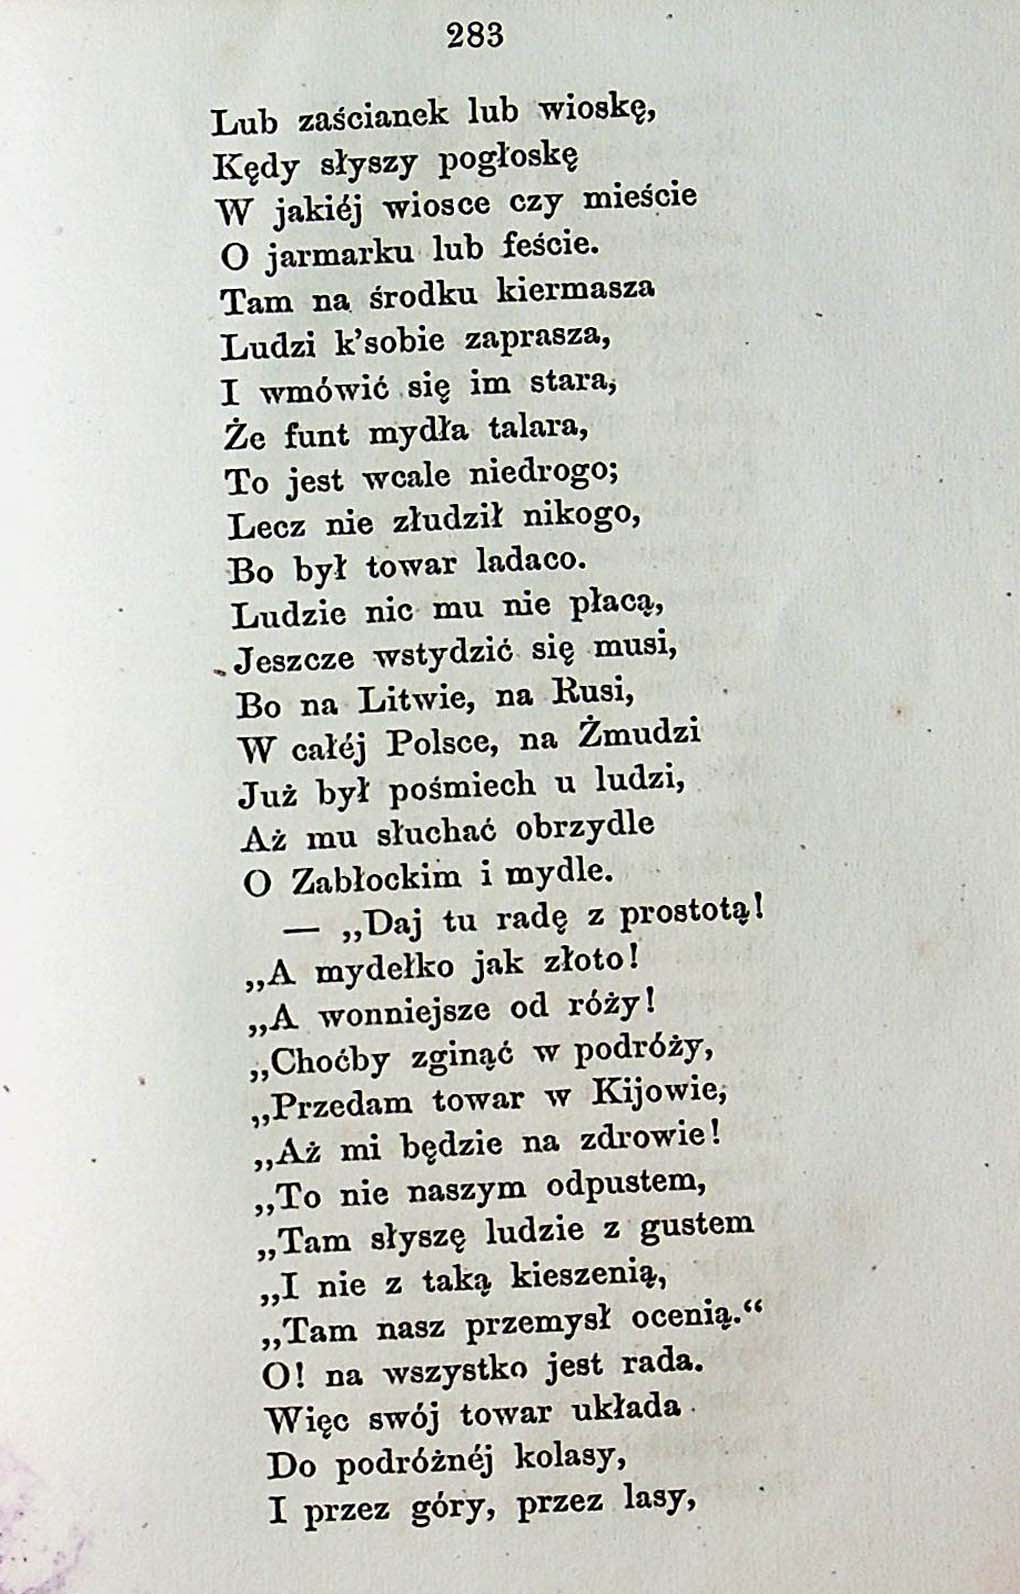 283
Lub zaścianek lub wioskę,
Kędy słyszy pogłoskę
W jakiéj wiosce czy mieście
O jarmarku lub feście.
Tam na środku kiermasza
Ludzi k’sobie zaprasza,
I wmówić się im stara,
Że funt mydła talara,
To jest wcale niedrogo;
Lecz nie złudził nikogo,
Bo był towar ladaco.
Ludzie nic mu nie płacą,
Jeszcze wstydzić się musi,
Bo na Litwie, na Rusi,
W całéj Polsce, na Żmudzi
Już był pośmiech u ludzi,
Aż mu słuchać obrzydle
O Zabłockim i mydle.
— „Daj tu radę z prostotą!
„A mydełko jak złoto!
„A wonniejsze od róży!
„Choćby zginąć w podróży,
„Przedam towar w Kijowie,
„Aż mi będzie na zdrowie!
„To nie naszym odpustem,
„Tam słyszę ludzie z gustem
„I nie z taką kieszenią,
„Tam nasz przemysł ocenią.“
O! na wszystko jest rada.
Więc swój towar układa
Do podróżnéj kolasy,
I przez góry, przez lasy,